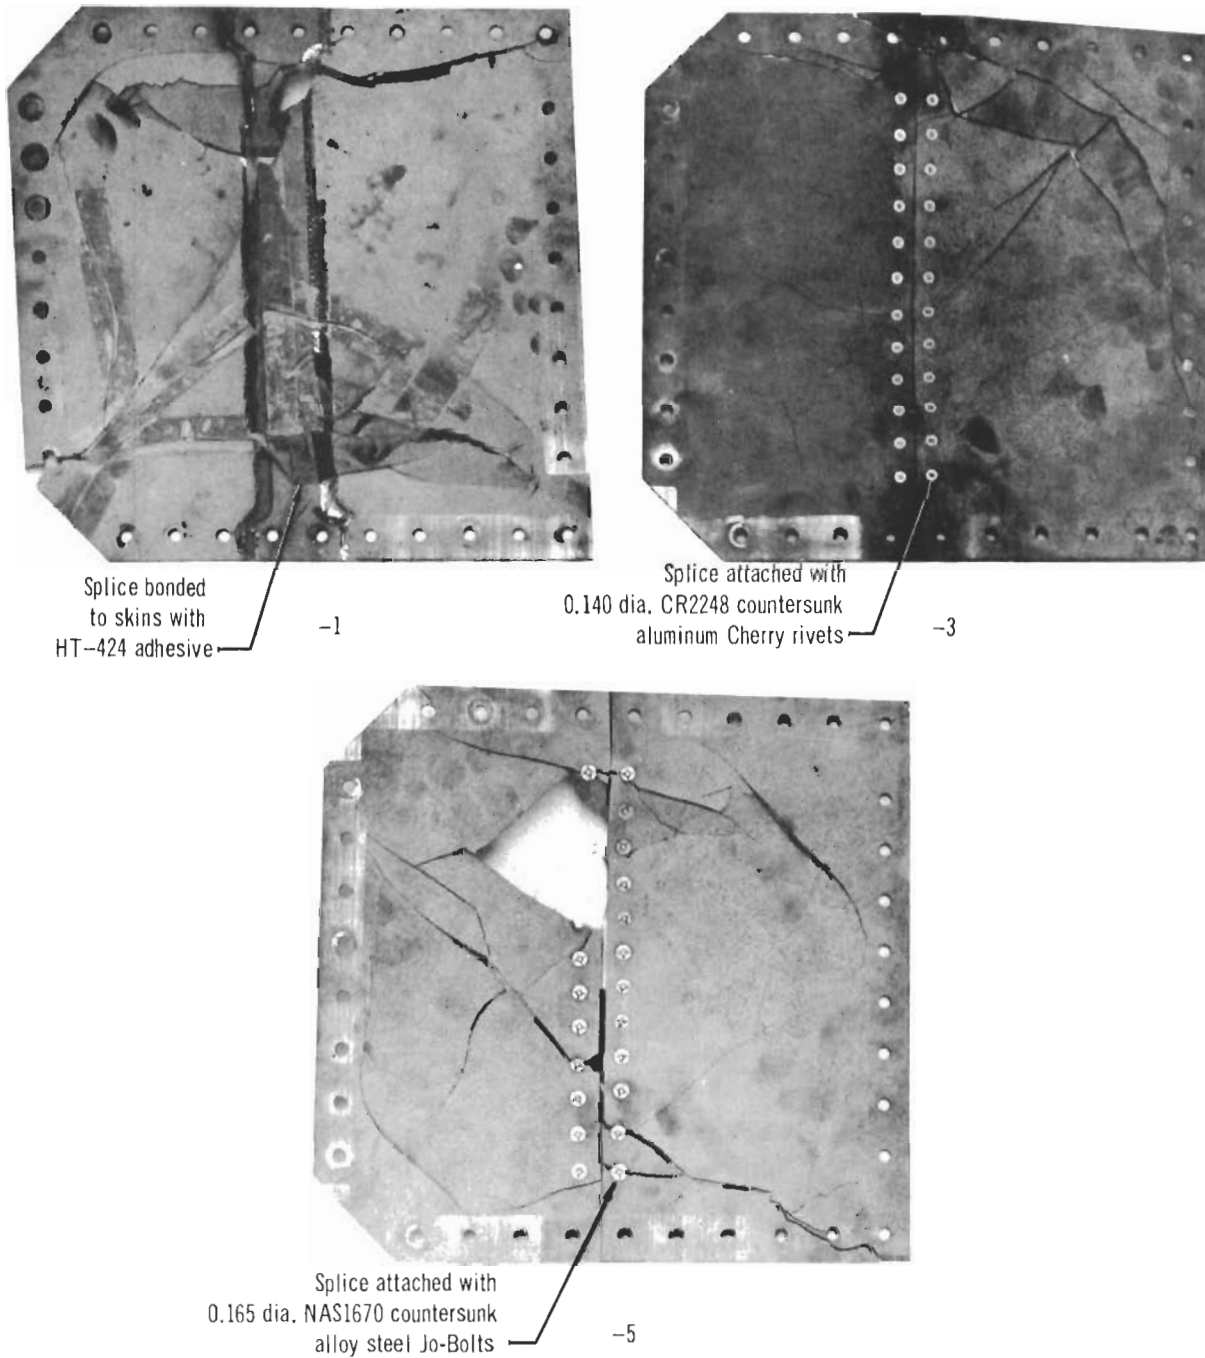 Splice bonded
to skins with
HT-424 adhesive
-1
Splice attached with
0.140 dia. CR2248 countersunk
aluminum Cherry rivets
-3
Splice attached with
0.165 dia. NAS1670 countersunk
alloy steel Jo-Bolts
-5